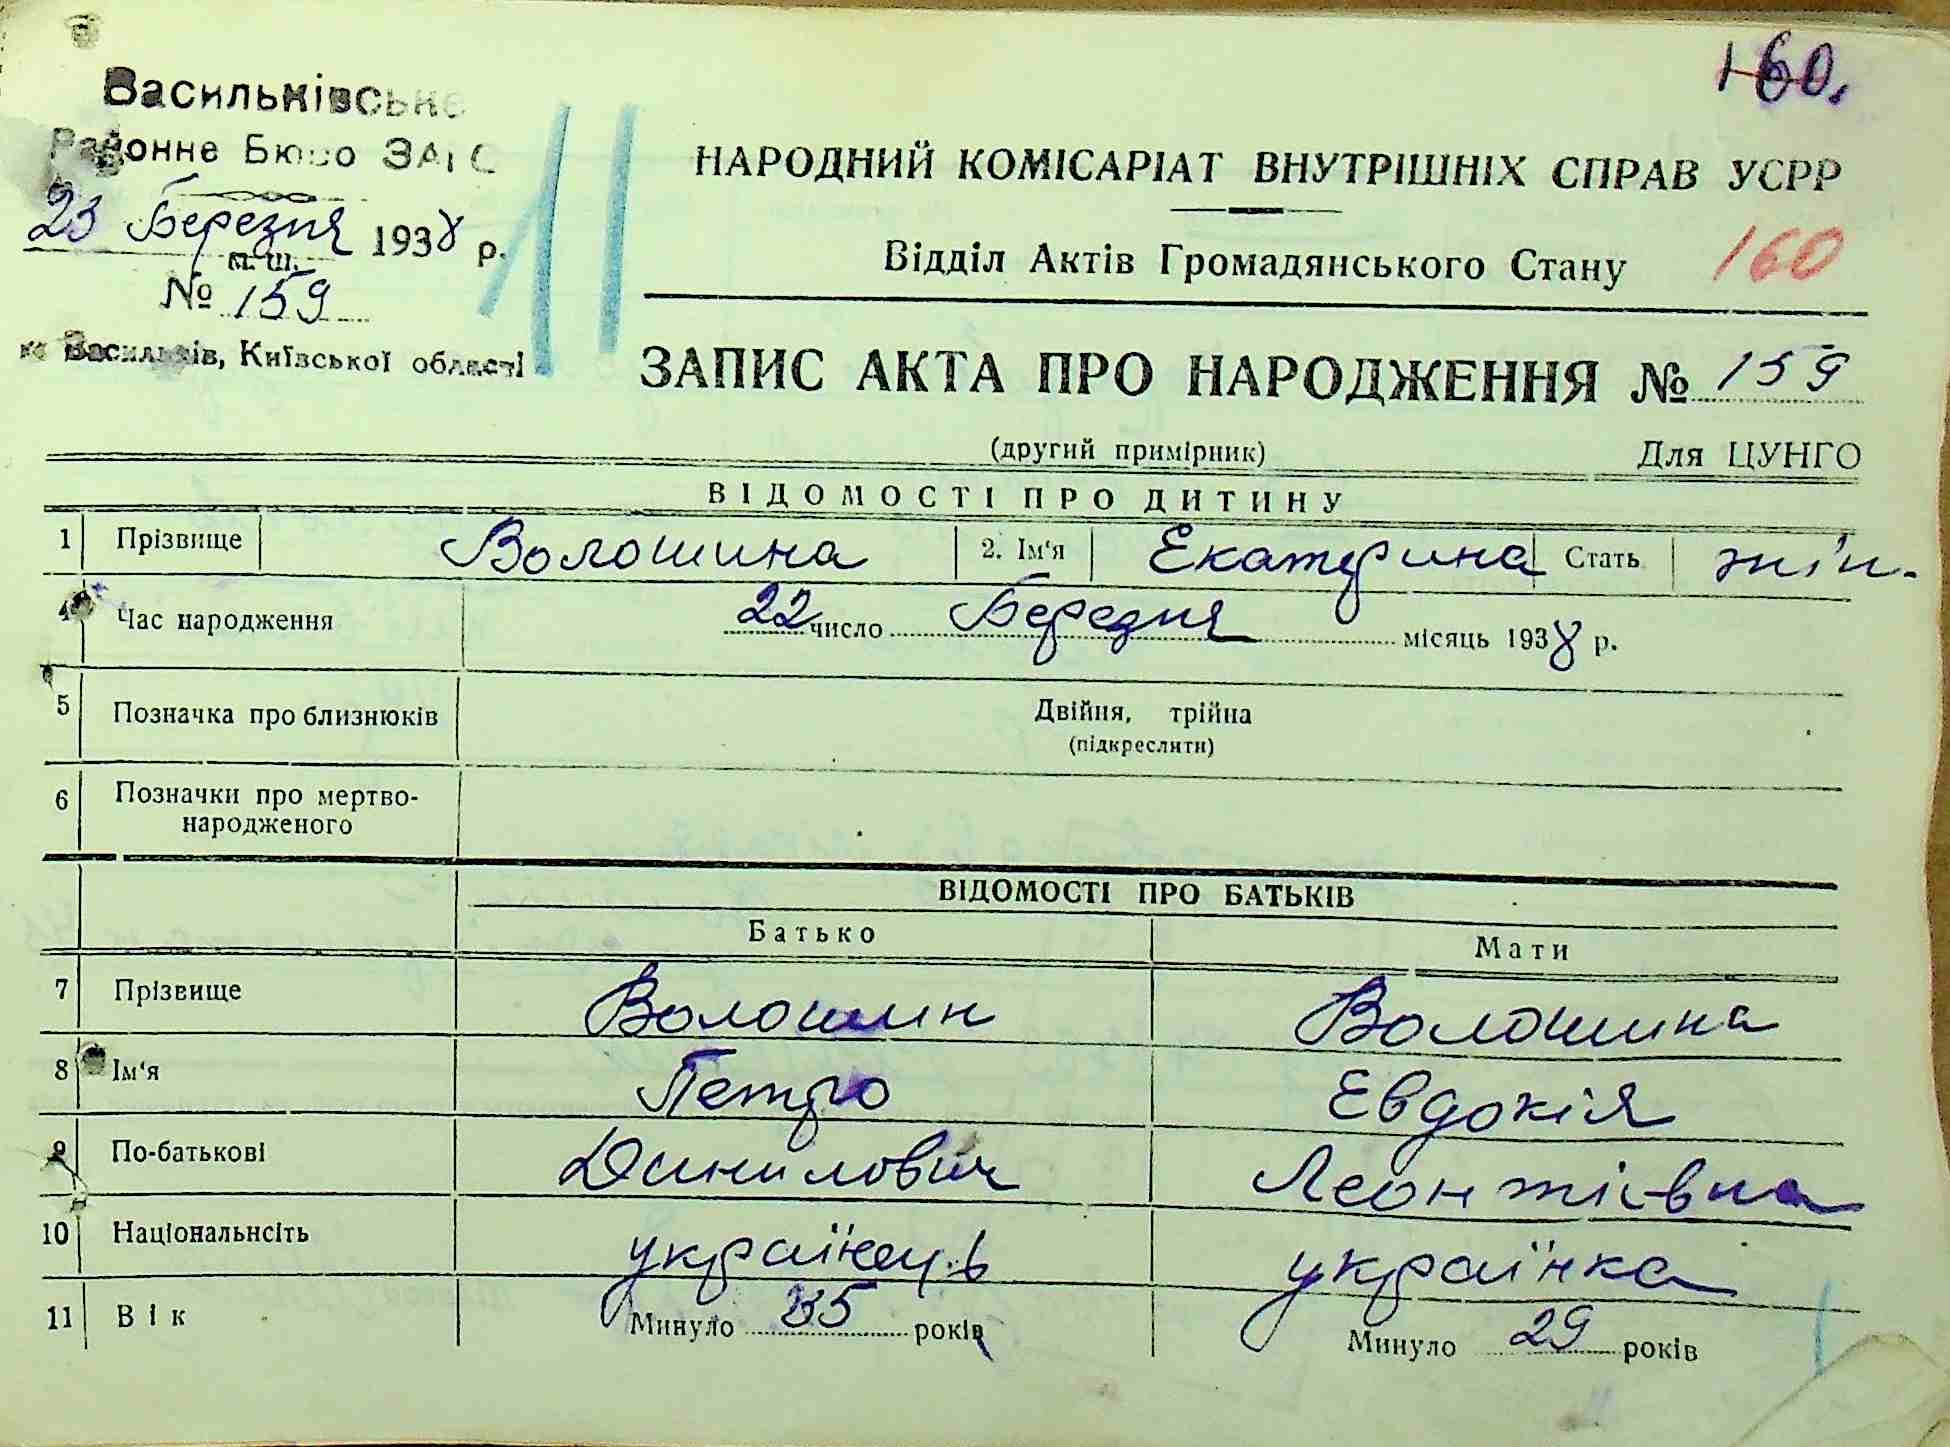 160.
Васильківське
Районне Бюро ЗАГС
23 Березня 1938 р.
м. ш.
№ 159
Васильків, Київської області
НАРОДНИЙ КОМІСАРІАТ ВНУТРІШНІХ СПРАВ УСРР
Відділ Актів Громадянського Стану 160
ЗАПИС АКТА ПРО НАРОДЖЕННЯ № 159
(другий примірник) Для ЦУНГО
ВІДОМОСТІ ПРО ДИТИНУ
1 Прізвище Волошина 2. Ім'я Екатерина Стать жін.
4 Час народження 22 число Березня місяць 1938 р.
5 Позначка про близнюків Двійня, трійна
(підкреслити)
6 Позначки про мертво-
народженого
ВІДОМОСТІ ПРО БАТЬКІВ
Батько Мати
7 Прізвище Волошин Волошина
8 Ім'я Петро Евдокія
9 По-батькові Данилович Леонтієвна
10 Національнсіть українець українка
11 Вік Минуло 35 років Минуло 29 років